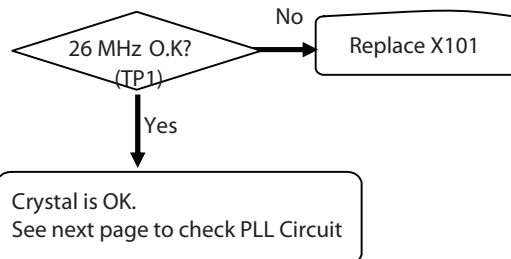 No
26 MHz O.K?
(TP1)
Replace X101
Yes
Crystal is OK.
See next page to check PLL Circuit